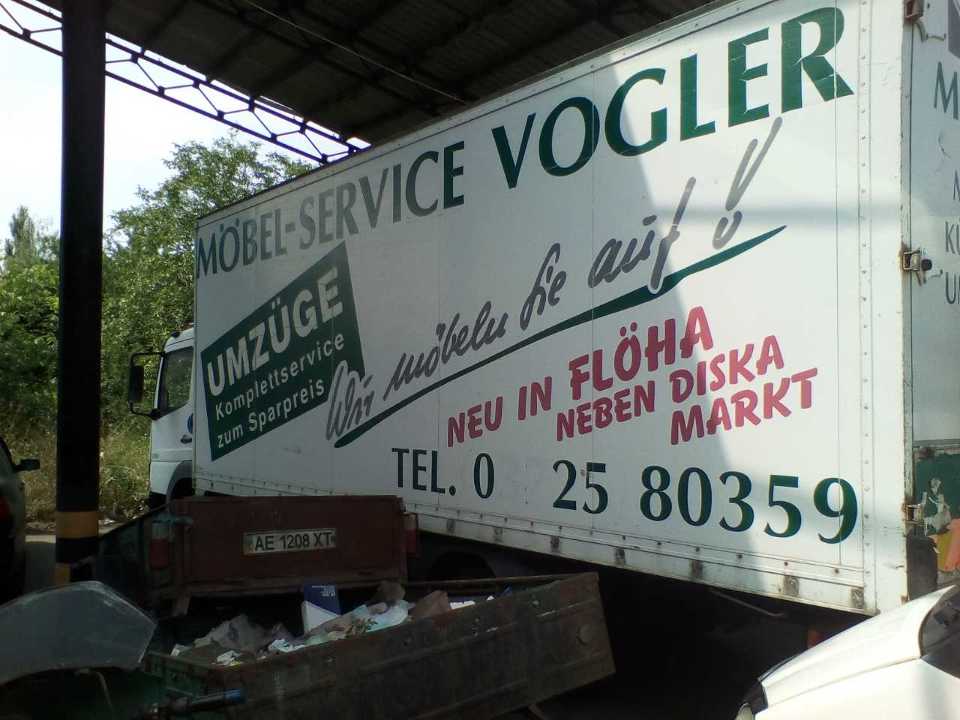 MÖBEL-SERVICE VOGLER
UMZÜGE
Komplettservice
zum Sparpreis
Wir möbeln Sie auf!
NEU IN FLÖHA
NEBEN DISKA
MARKT
TEL. 0 25 80359
AE 1208 XT